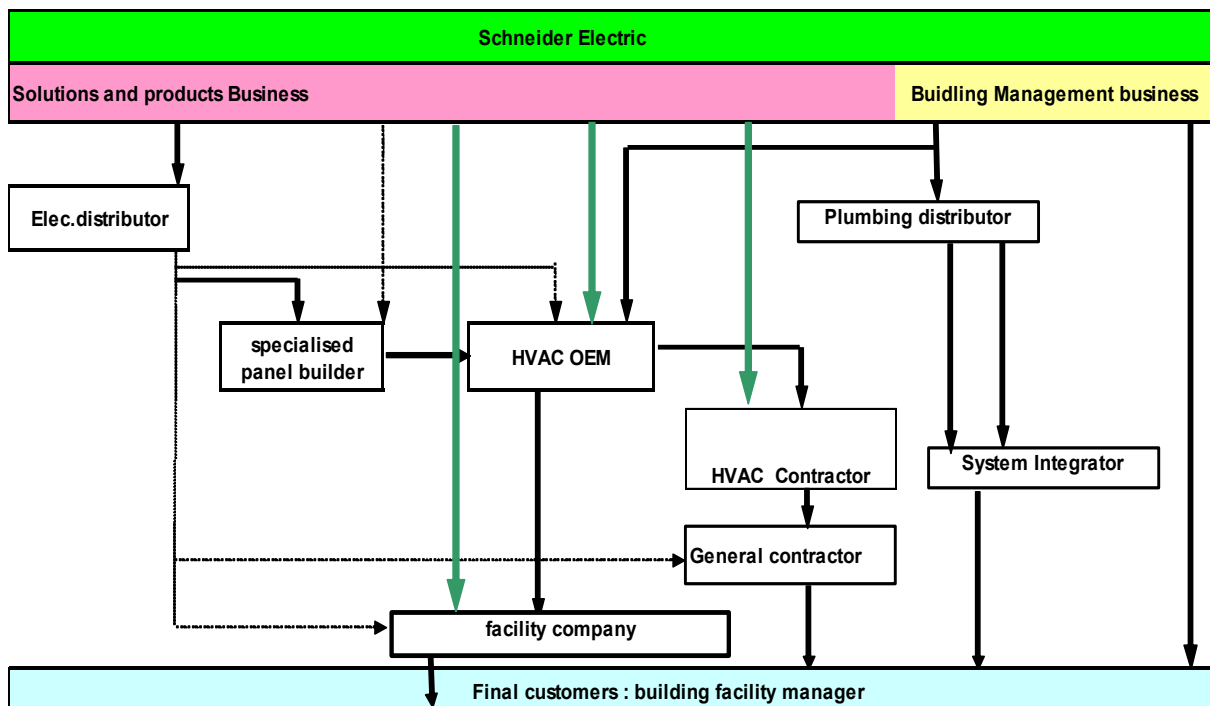 Schneider Electric
Solutions and products Business
Buidling Management business
Elec.distributor
Plumbing distributor
specialised
panel builder
HVAC OEM
HVAC Contractor
System Integrator
General contractor
facility company
Final customers : building facility manager